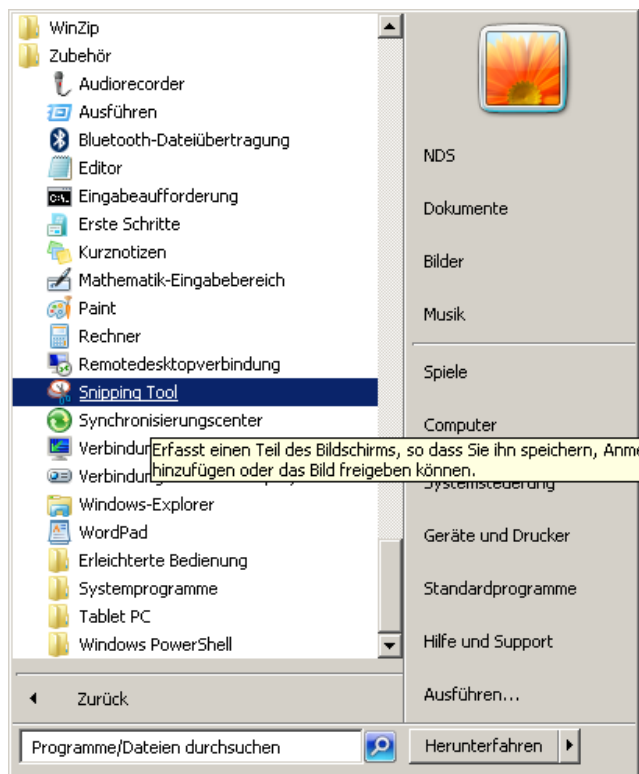 WinZip
Zubehör
Audiorecorder
Ausführen
Bluetooth-Dateiübertragung
Editor
Eingabeaufforderung
Erste Schritte
Kurznotizen
Mathematik-Eingabebereich
Paint
Rechner
Remotedesktopverbindung
Snipping Tool
Synchronisierungscenter
Erfasst einen Teil des Bildschirms, so dass Sie ihn speichern, Anme
hinzufügen oder das Bild freigeben können.
Windows-Explorer
WordPad
Erleichterte Bedienung
Systemprogramme
Tablet PC
Windows PowerShell
Zurück
Programme/Dateien durchsuchen
NDS
Dokumente
Bilder
Musik
Spiele
Computer
Systemsteuerung
Geräte und Drucker
Standardprogramme
Hilfe und Support
Ausführen...
Herunterfahren